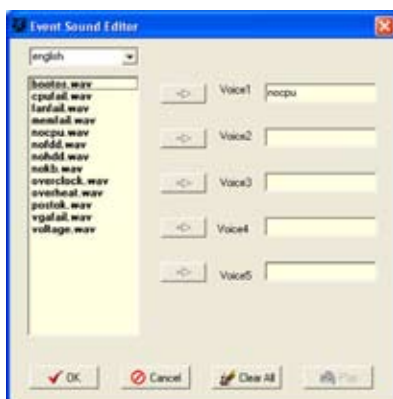 Event Sound Editor
english
bootos.wav
cpufail.wav
fanfail.wav
memfail.wav
nocpu.wav
nofdd.wav
nohdd.wav
nokb.wav
overclock.wav
overheat.wav
postok.wav
vgafail.wav
voltage.wav
Voice1
nocpu
Voice2
Voice3
Voice4
Voice5
OK
Cancel
Clear All
Play